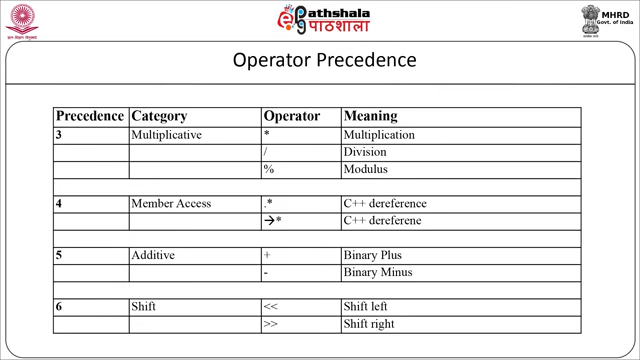 ePathshala
पाठशाला
MHRD
Govt. of India
Operator Precedence
Precedence Category Operator Meaning
3 Multiplicative * Multiplication
/ Division
% Modulus
4 Member Access .* C++ dereference
→* C++ dereferene
5 Additive + Binary Plus
- Binary Minus
6 Shift << Shift left
>> Shift right